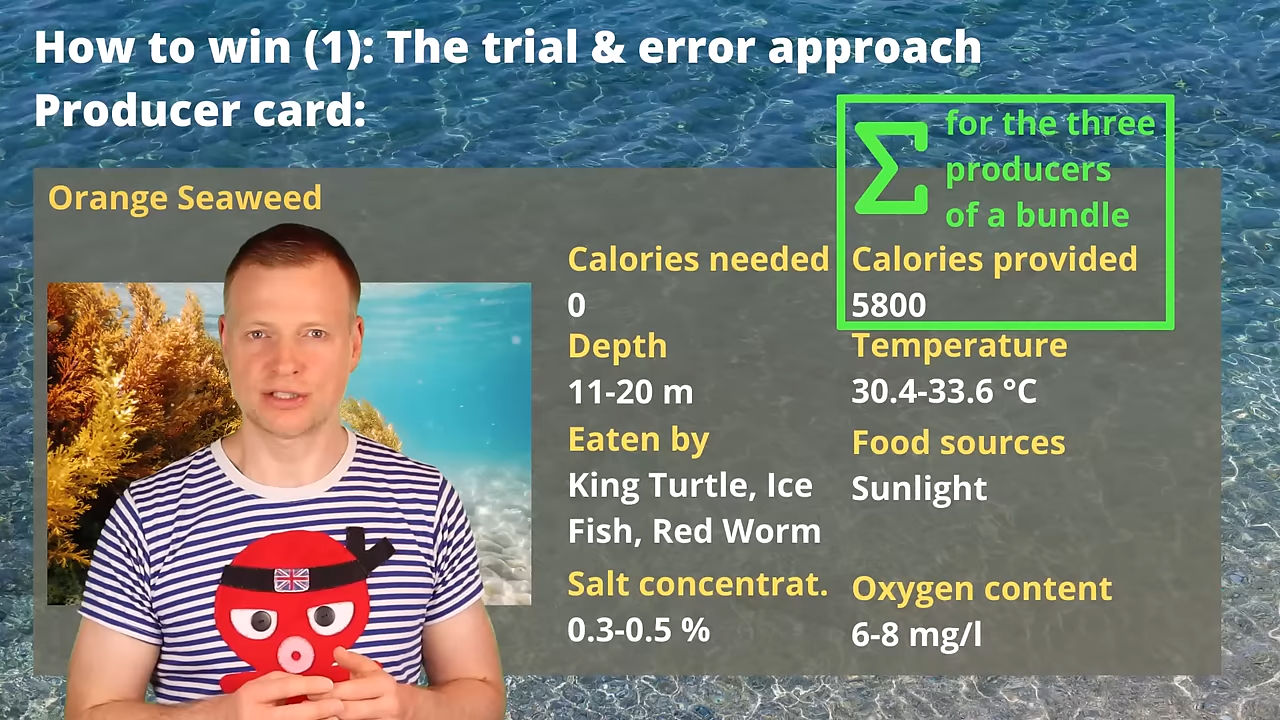 How to win (1): The trial & error approach
Producer card:
Σ
for the three
producers
of a bundle
Orange Seaweed
Calories needed
0
Calories provided
5800
Depth
11-20 m
Temperature
30.4-33.6 °C
Eaten by
King Turtle, Ice
Fish, Red Worm
Food sources
Sunlight
Salt concentrat.
0.3-0.5 %
Oxygen content
6-8 mg/l